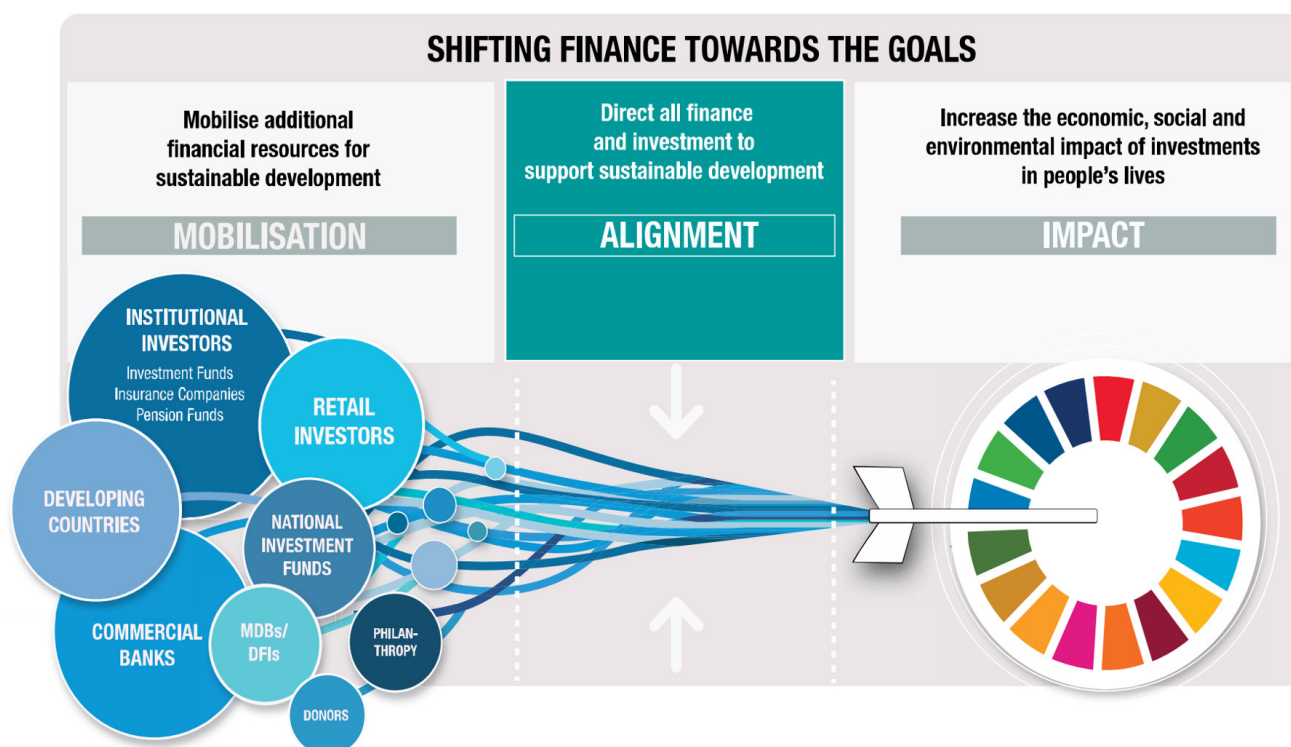 SHIFTING FINANCE TOWARDS THE GOALS
Mobilise additional
financial resources for
sustainable development
MOBILISATION
Direct all finance
and investment to
support sustainable development
ALIGNMENT
Increase the economic, social and
environmental impact of investments
in people’s lives
IMPACT
INSTITUTIONAL
INVESTORS
Investment Funds
Insurance Companies
Pension Funds
RETAIL
INVESTORS
DEVELOPING
COUNTRIES
NATIONAL
INVESTMENT
FUNDS
COMMERCIAL
BANKS
MDBs/
DFIs
PHILAN-
THROPY
DONORS